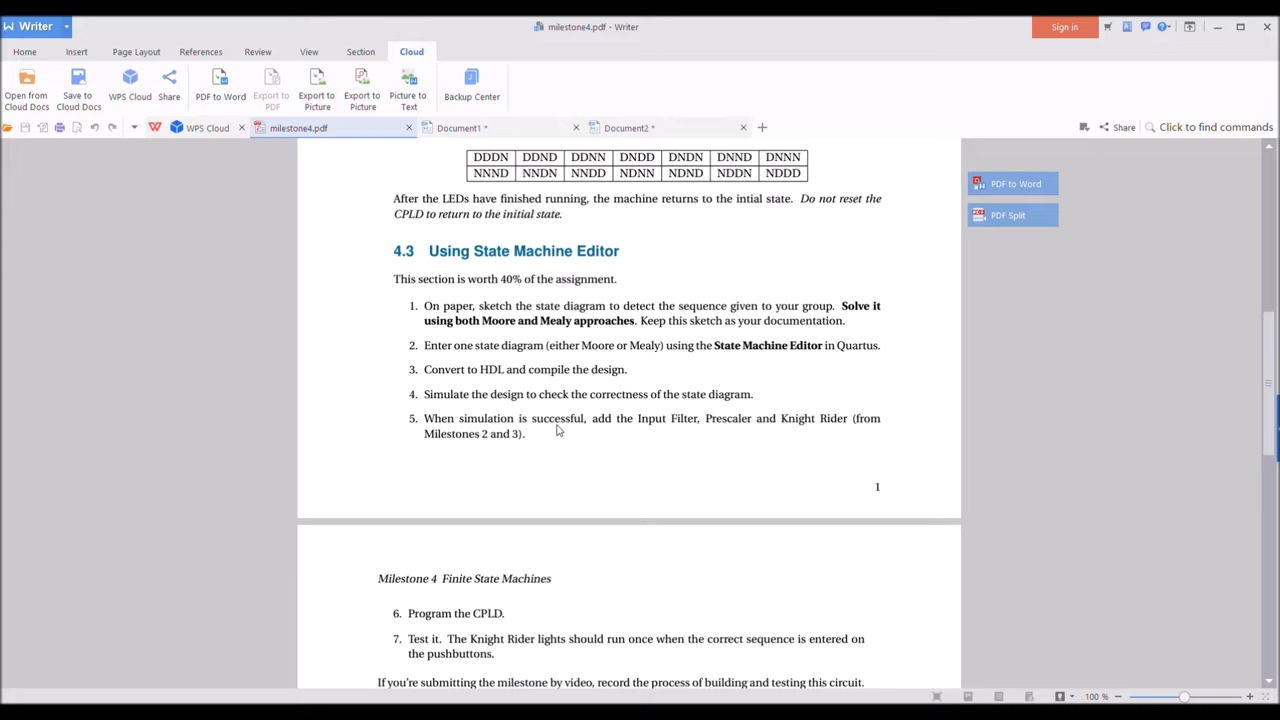 Writer
milestone4.pdf - Writer
Sign in
Home Insert Page Layout References Review View Section Cloud
Open from Cloud Docs
Save to Cloud Docs
WPS Cloud
Share
PDF to Word
Export to PDF
Export to Picture
Export to Picture
Picture to Text
Backup Center
WPS Cloud
milestone4.pdf
Document1 *
Document2 *
Share
Click to find commands
DDDN DDND DDNN DNDD DNDN DNND DNNN
NNND NNDN NNDD NDNN NDND NDDN NDDD
After the LEDs have finished running, the machine returns to the intial state. Do not reset the
CPLD to return to the initial state.
4.3 Using State Machine Editor
This section is worth 40% of the assignment.
1. On paper, sketch the state diagram to detect the sequence given to your group. Solve it
using both Moore and Mealy approaches. Keep this sketch as your documentation.
2. Enter one state diagram (either Moore or Mealy) using the State Machine Editor in Quartus.
3. Convert to HDL and compile the design.
4. Simulate the design to check the correctness of the state diagram.
5. When simulation is successful, add the Input Filter, Prescaler and Knight Rider (from
Milestones 2 and 3).
1
PDF to Word
PDF Split
Milestone 4 Finite State Machines
6. Program the CPLD.
7. Test it. The Knight Rider lights should run once when the correct sequence is entered on
the pushbuttons.
If you're submitting the milestone by video, record the process of building and testing this circuit.
100 %